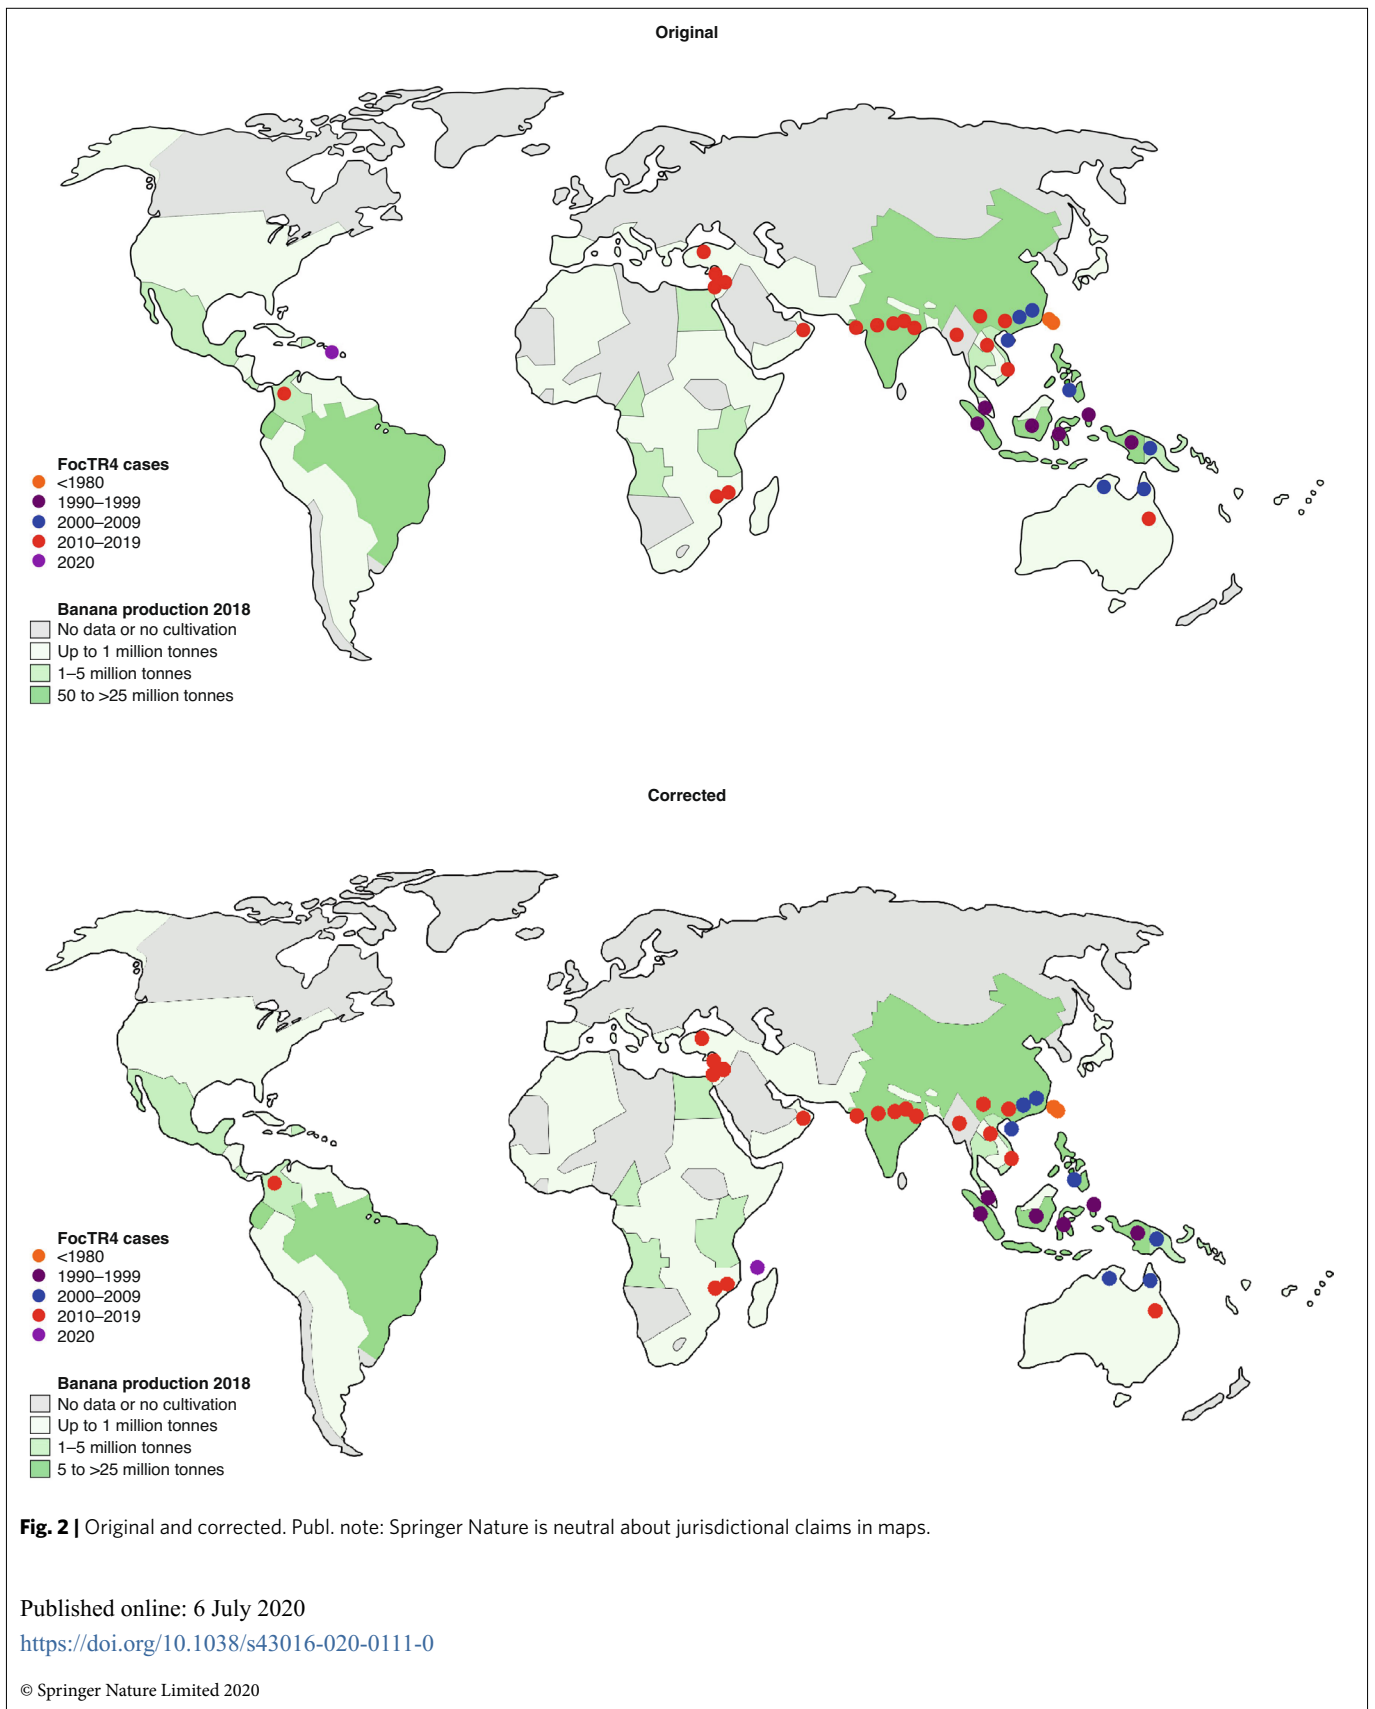 Original
FocTR4 cases
<1980
1990–1999
2000–2009
2010–2019
2020
Banana production 2018
No data or no cultivation
Up to 1 million tonnes
1–5 million tonnes
50 to >25 million tonnes
Corrected
FocTR4 cases
<1980
1990–1999
2000–2009
2010–2019
2020
Banana production 2018
No data or no cultivation
Up to 1 million tonnes
1–5 million tonnes
5 to >25 million tonnes
Fig. 2 | Original and corrected. Publ. note: Springer Nature is neutral about jurisdictional claims in maps.
Published online: 6 July 2020
https://doi.org/10.1038/s43016-020-0111-0
© Springer Nature Limited 2020